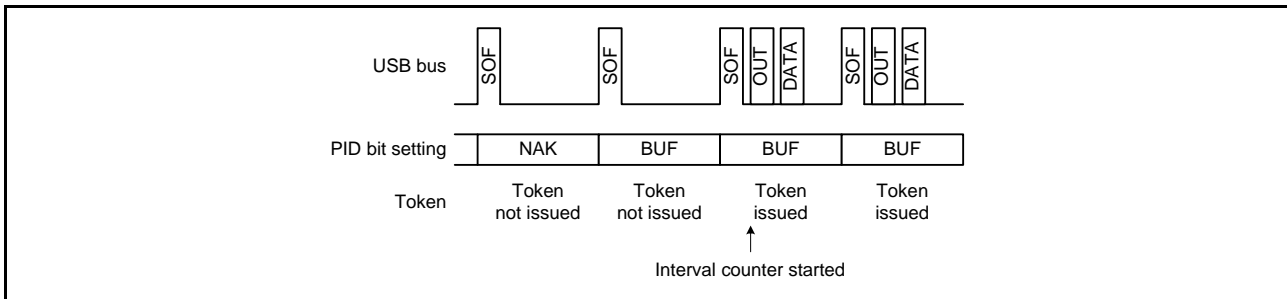 USB bus
SOF
SOF
SOF
OUT
DATA
SOF
OUT
DATA
PID bit setting
NAK
BUF
BUF
BUF
Token
Token
not issued
Token
not issued
Token
issued
Token
issued
Interval counter started